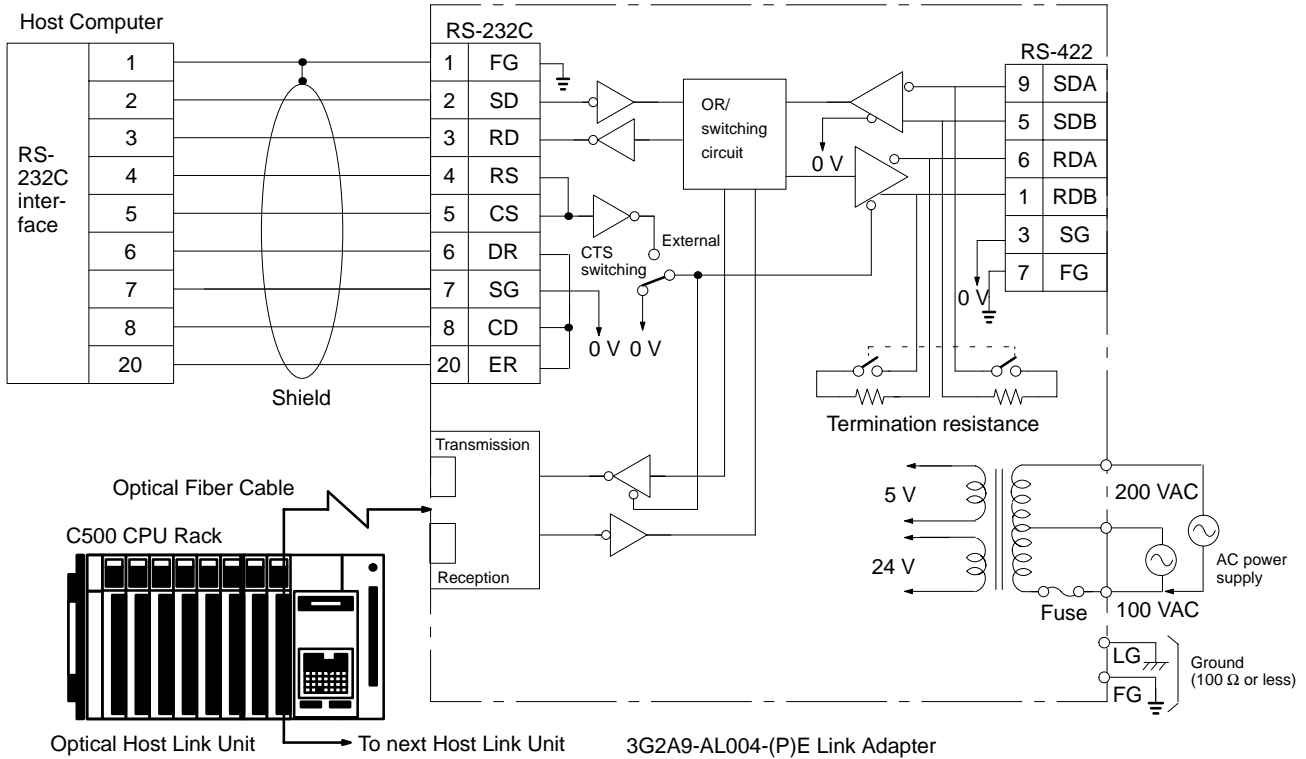 Host Computer
RS-232C
RS-422
RS-
232C
inter-
face
1
2
3
4
5
6
7
8
20
1 FG
2 SD
3 RD
4 RS
5 CS
6 DR
7 SG
8 CD
20 ER
OR/
switching
circuit
9 SDA
5 SDB
6 RDA
1 RDB
3 SG
7 FG
0 V
External
CTS
switching
0 V
0 V 0 V
Shield
Termination resistance
Transmission
Reception
Optical Fiber Cable
C500 CPU Rack
5 V
24 V
200 VAC
AC power
supply
Fuse
100 VAC
LG
FG
Ground
(100 Ω or less)
Optical Host Link Unit
To next Host Link Unit
3G2A9-AL004-(P)E Link Adapter